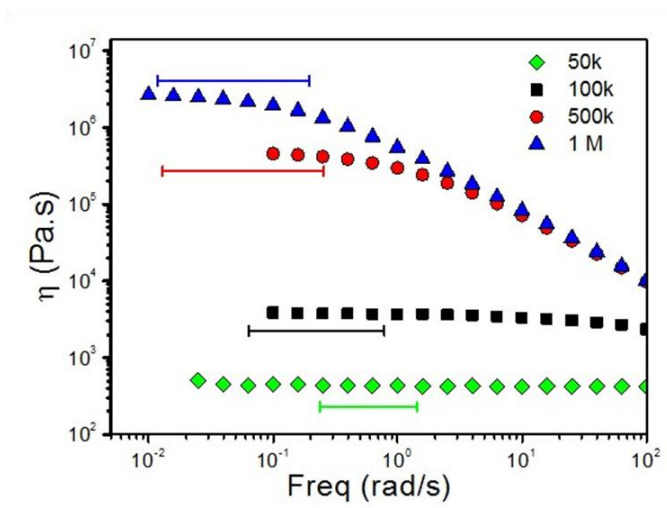 η (Pa.s)
10⁷
10⁶
10⁵
10⁴
10³
10²
50k
100k
500k
1 M
10⁻²
10⁻¹
10⁰
10¹
10²
Freq (rad/s)